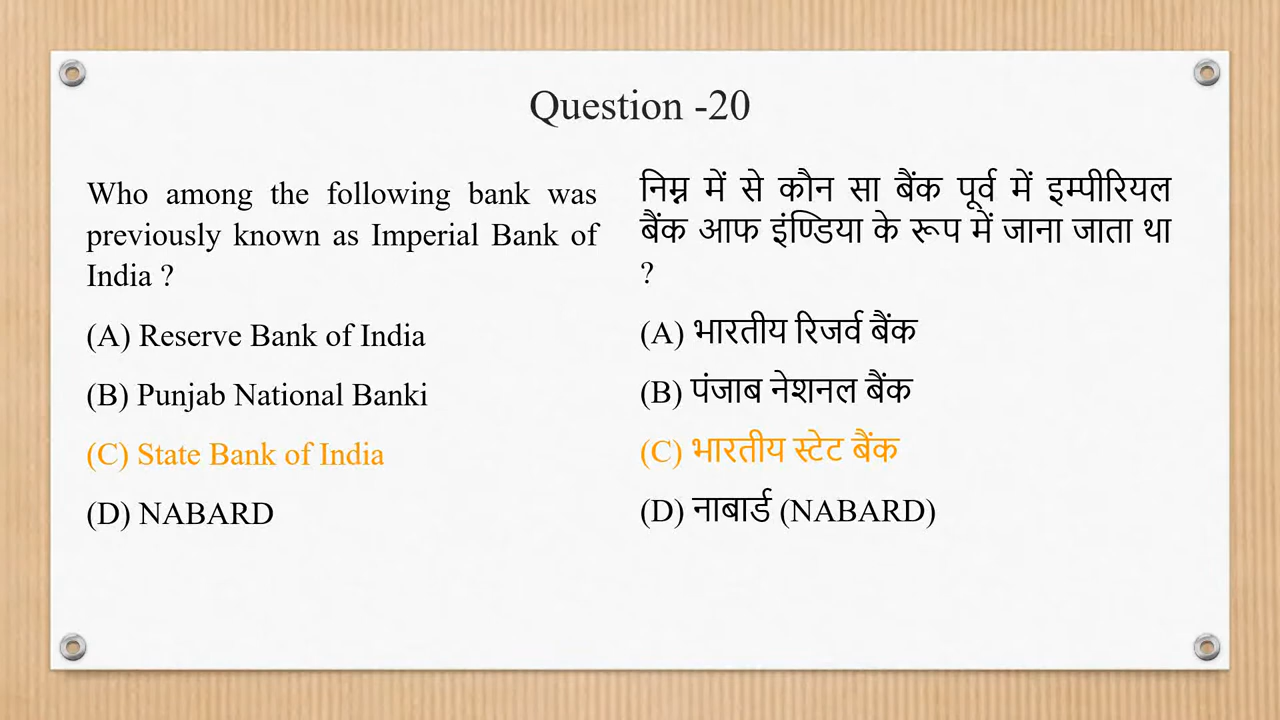 Question -20
Who among the following bank was
previously known as Imperial Bank of
India ?
(A) Reserve Bank of India
(B) Punjab National Banki
(C) State Bank of India
(D) NABARD
निम्न में से कौन सा बैंक पूर्व में इम्पीरियल
बैंक आफ इंण्डिया के रूप में जाना जाता था
?
(A) भारतीय रिजर्व बैंक
(B) पंजाब नेशनल बैंक
(C) भारतीय स्टेट बैंक
(D) नाबार्ड (NABARD)